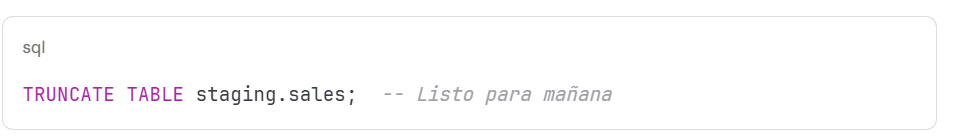 sql
TRUNCATE TABLE staging.sales;  -- Listo para mañana